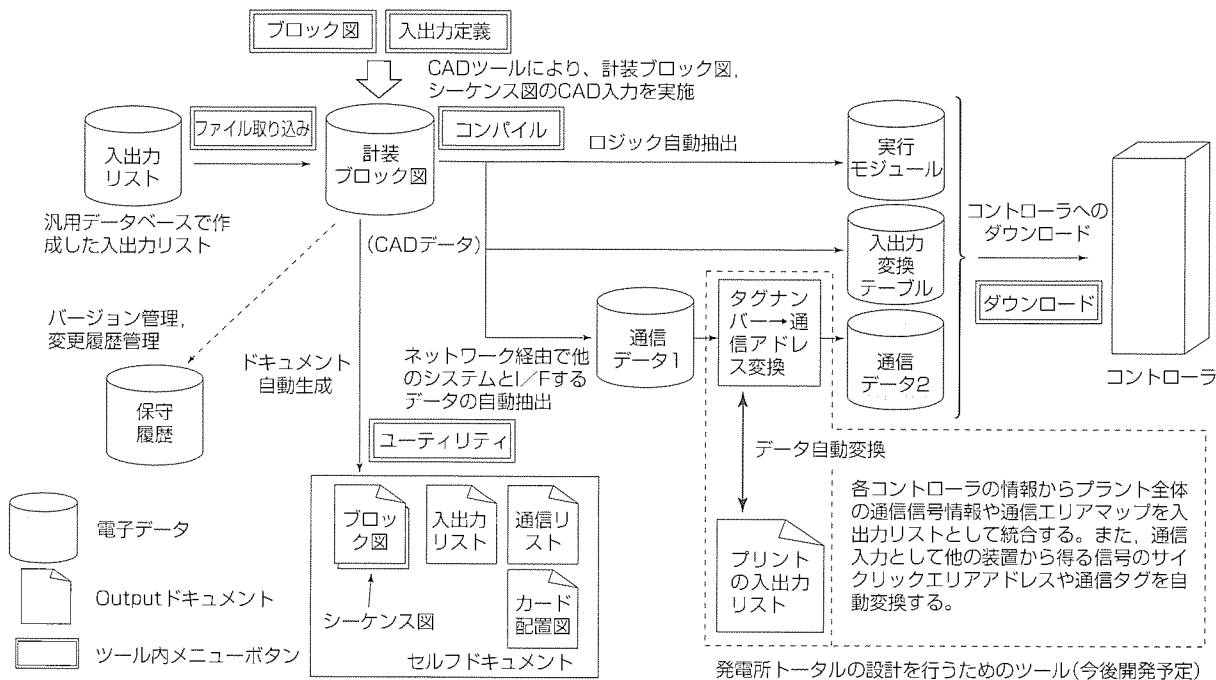 ブロック図
入出力定義
CADツールにより、計装ブロック図,
シーケンス図のCAD入力を実施
ファイル取り込み
コンパイル
入出力
リスト
計装
ブロック図
ロジック自動抽出
実行
モジュール
汎用データベースで作
成した入出力リスト
(CADデータ)
入出力
変換
テーブル
コントローラへの
ダウンロード
ダウンロード
コントローラ
バージョン管理,
変更履歴管理
保守
履歴
ドキュメント
自動生成
ネットワーク経由で他
のシステムとI/Fする
データの自動抽出
通信
データ1
タグナン
バー→通
信アドレ
ス変換
通信
データ2
ユーティリティ
データ自動変換
電子データ
Outputドキュメント
ツール内メニューボタン
ブロッ
ク図
入出力
リスト
通信リ
スト
シーケンス図
カード
配置図
セルフドキュメント
プリント
の入出力
リスト
各コントローラの情報からプラント全体
の通信信号情報や通信エリアマップを入
出力リストとして統合する。また,通信
入力として他の装置から得る信号のサイ
クリックエリアアドレスや通信タグを自
動変換する。
発電所トータルの設計を行うためのツール(今後開発予定)